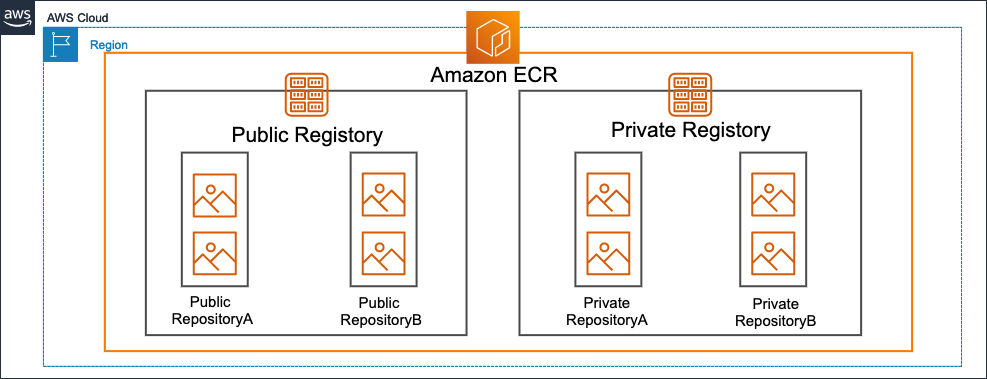 aws
AWS Cloud
Region
Amazon ECR
Public Registory
Private Registory
Public
RepositoryA
Public
RepositoryB
Private
RepositoryA
Private
RepositoryB